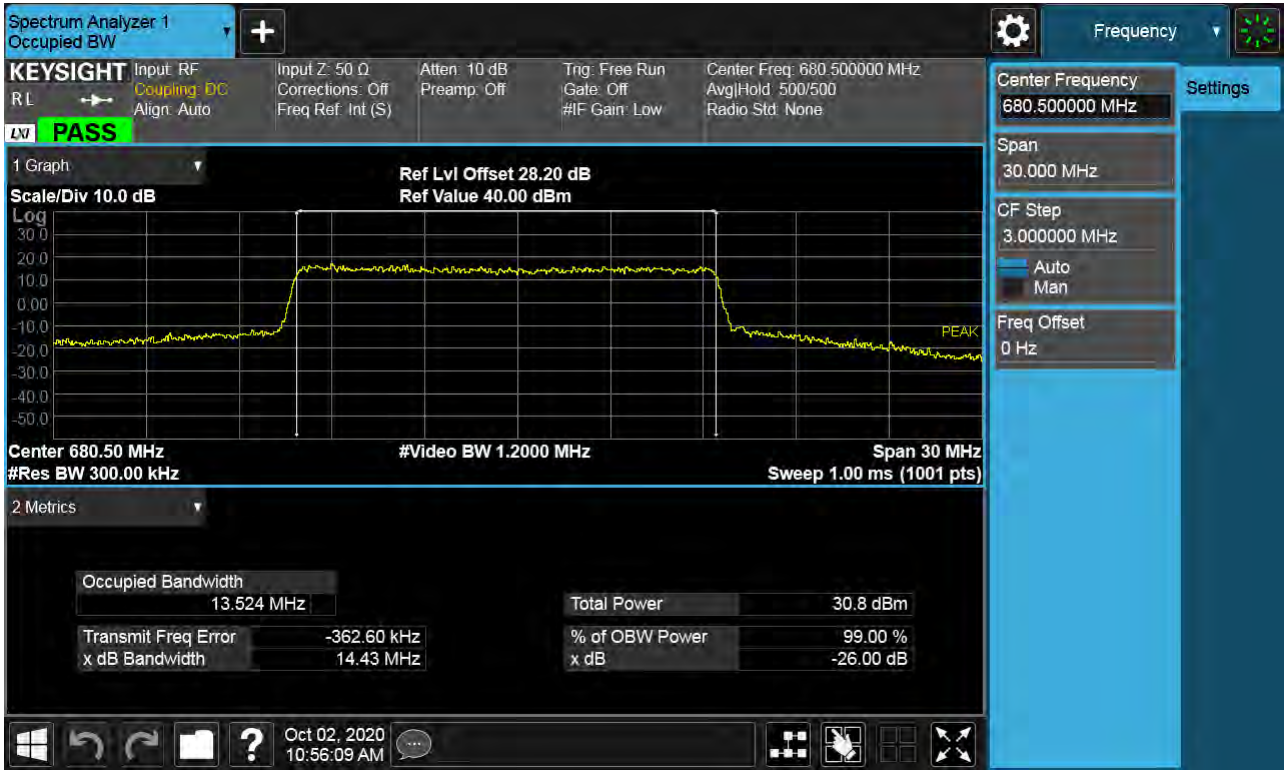 Spectrum Analyzer 1
Occupied BW
+
Frequency
KEYSIGHT
R L
LXI
PASS
Input: RF
Coupling: DC
Align: Auto
Input Z: 50 Ω
Corrections: Off
Freq Ref: Int (S)
Atten: 10 dB
Preamp: Off
Trig: Free Run
Gate: Off
#IF Gain: Low
Center Freq: 680.500000 MHz
Avg|Hold: 500/500
Radio Std: None
Center Frequency
680.500000 MHz
Settings
Span
30.000 MHz
CF Step
3.000000 MHz
Auto
Man
Freq Offset
0 Hz
1 Graph
Scale/Div 10.0 dB
Ref Lvl Offset 28.20 dB
Ref Value 40.00 dBm
Log
30.0
20.0
10.0
0.00
-10.0
-20.0
-30.0
-40.0
-50.0
PEAK
Center 680.50 MHz
#Video BW 1.2000 MHz
Span 30 MHz
#Res BW 300.00 kHz
Sweep 1.00 ms (1001 pts)
2 Metrics
Occupied Bandwidth
13.524 MHz
Total Power 30.8 dBm
Transmit Freq Error -362.60 kHz
% of OBW Power 99.00 %
x dB Bandwidth 14.43 MHz
x dB -26.00 dB
?
Oct 02, 2020
10:56:09 AM